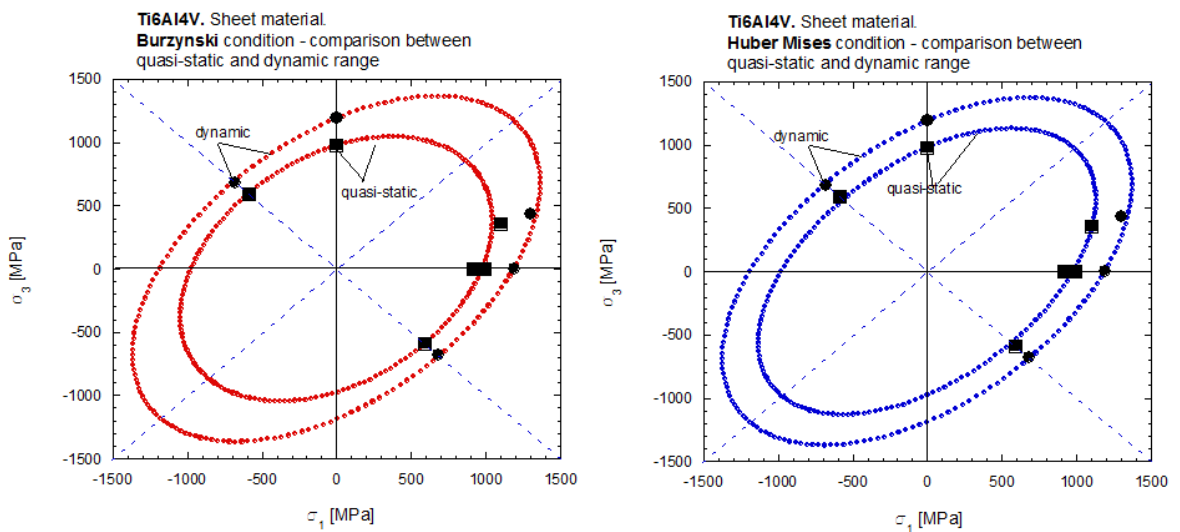 Ti6Al4V. Sheet material.
Burzynski condition - comparison between
quasi-static and dynamic range
1500
1000
500
0
-500
-1000
-1500
-1500
-1000
-500
0
500
1000
1500
σ3 [MPa]
σ1 [MPa]
dynamic
quasi-static
Ti6Al4V. Sheet material.
Huber Mises condition - comparison between
quasi-static and dynamic range
1500
1000
500
0
-500
-1000
-1500
-1500
-1000
-500
0
500
1000
1500
σ3 [MPa]
σ1 [MPa]
dynamic
quasi-static